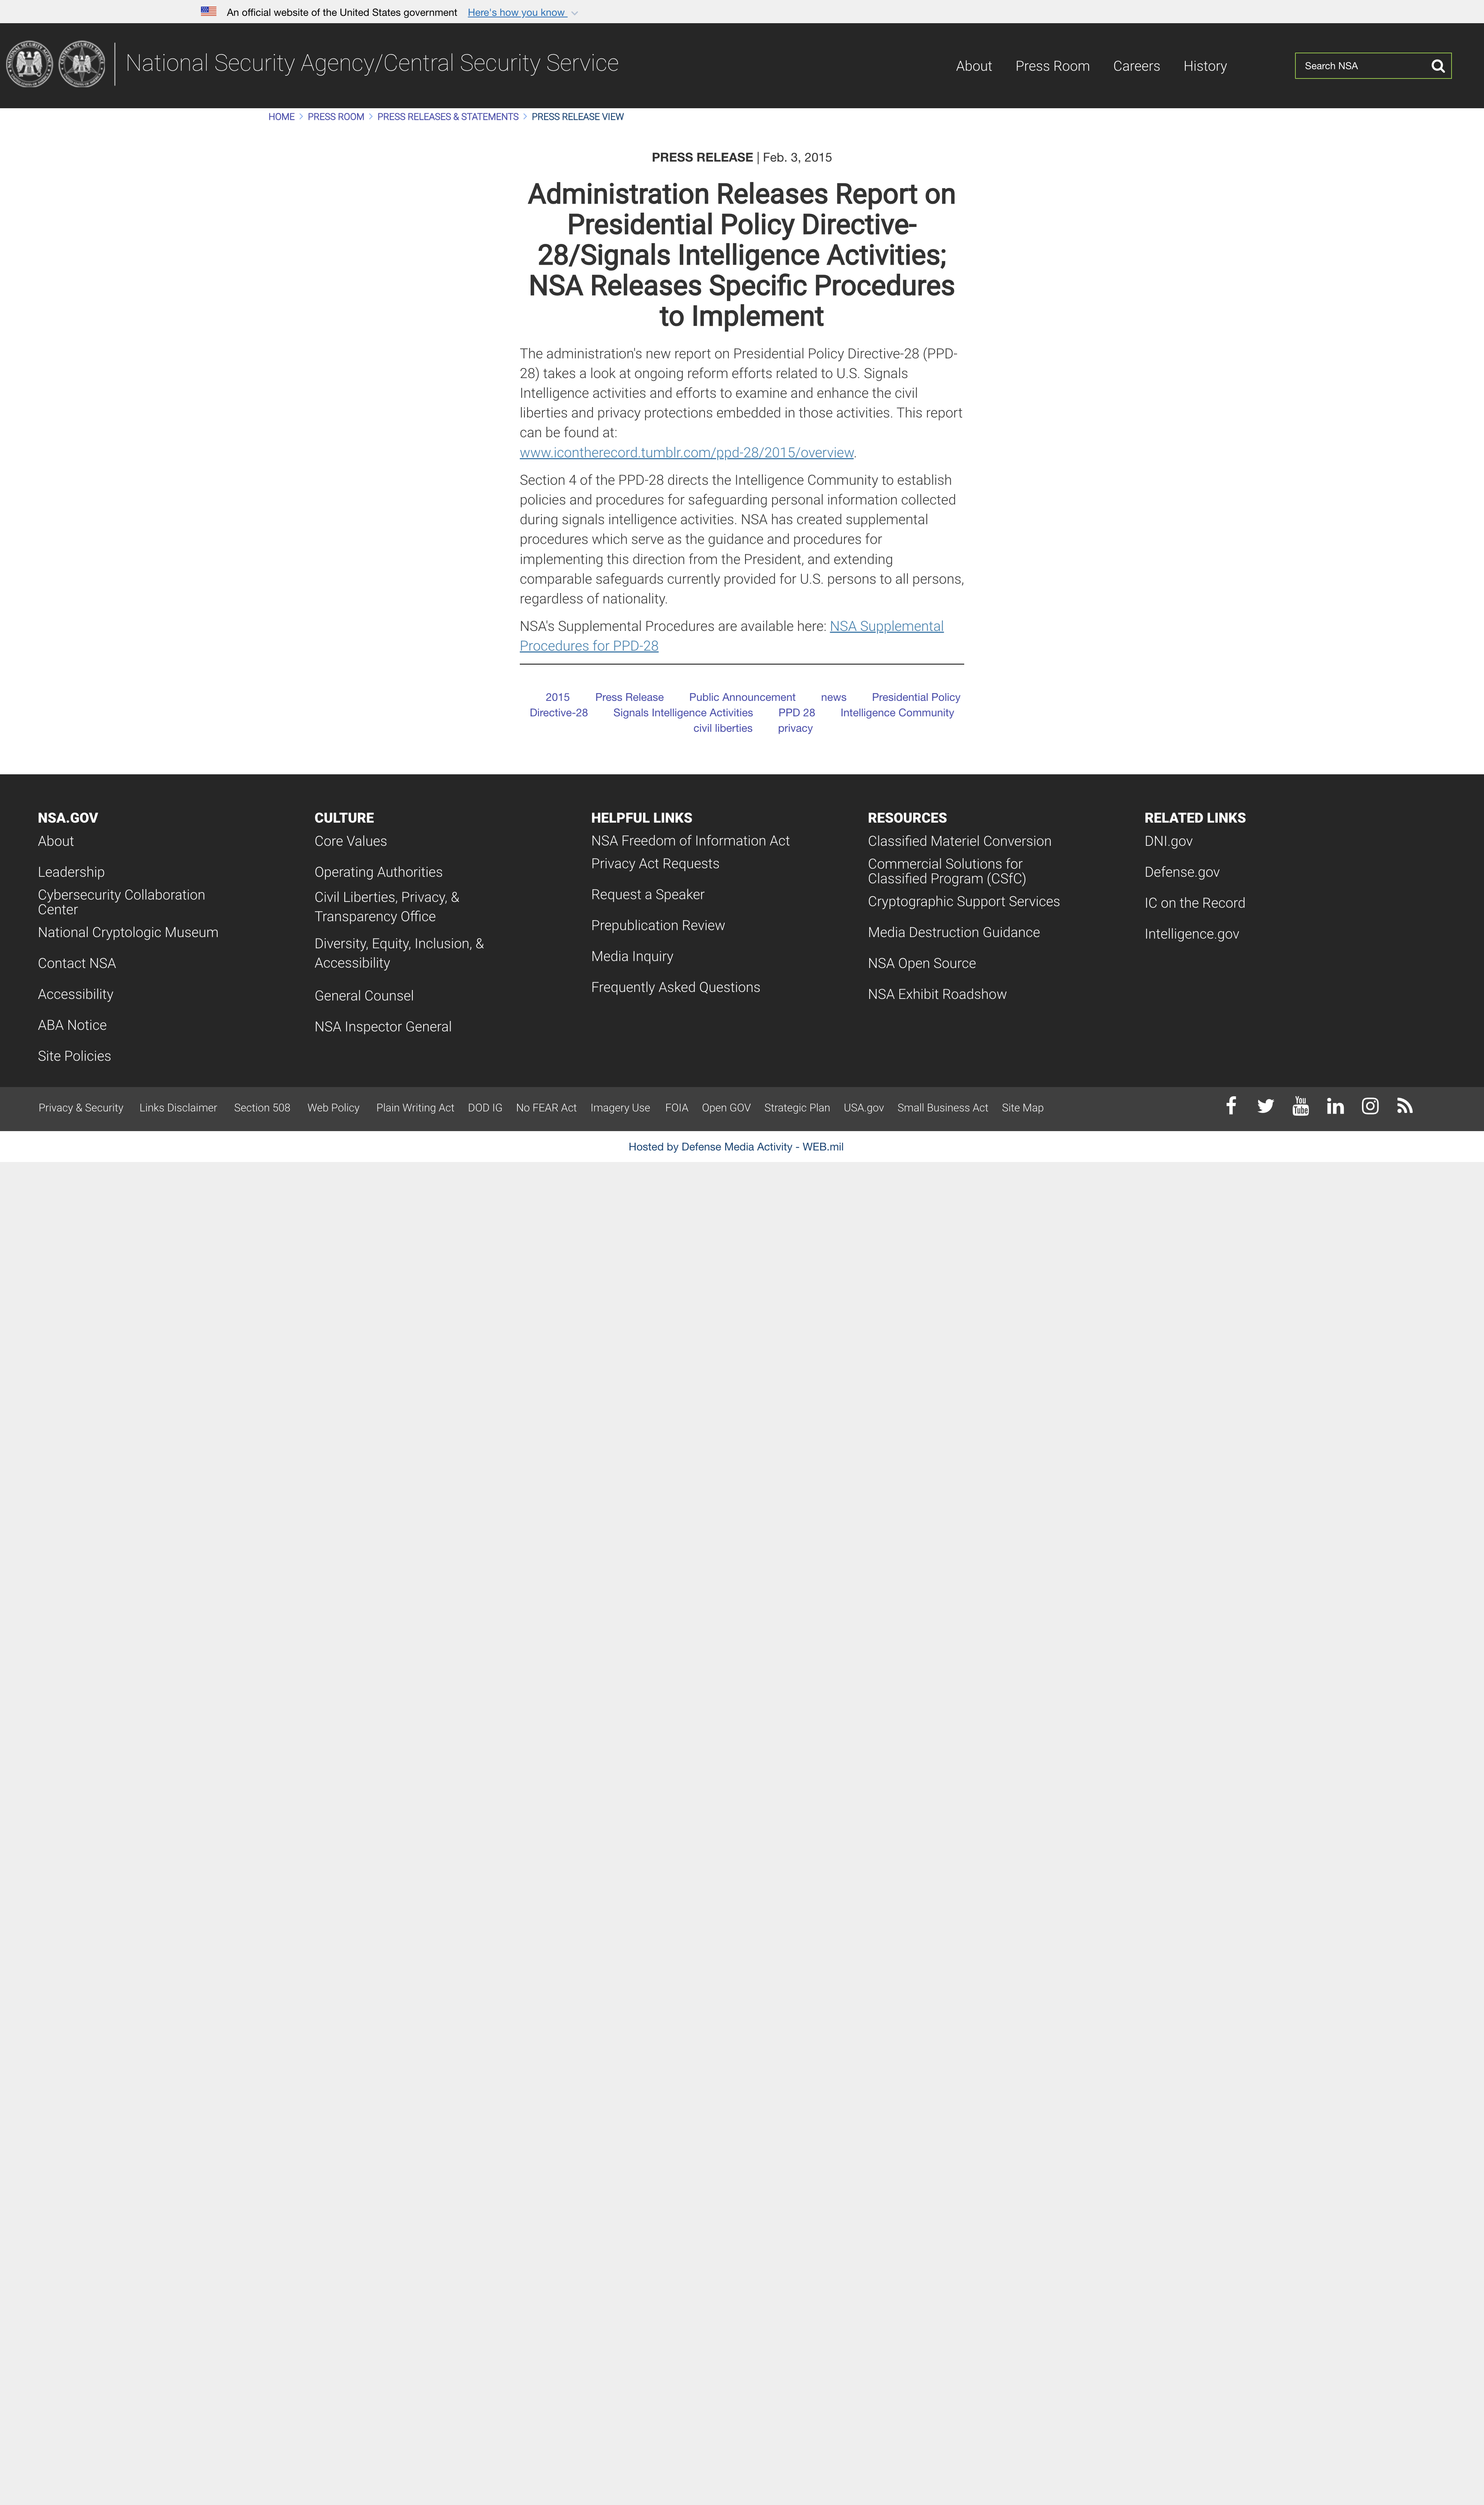 An official website of the United States government Here's how you know
National Security Agency/Central Security Service
About Press Room Careers History
Search NSA
HOME > PRESS ROOM > PRESS RELEASES & STATEMENTS > PRESS RELEASE VIEW
PRESS RELEASE | Feb. 3, 2015
Administration Releases Report on
Presidential Policy Directive-
28/Signals Intelligence Activities;
NSA Releases Specific Procedures
to Implement
The administration's new report on Presidential Policy Directive-28 (PPD-
28) takes a look at ongoing reform efforts related to U.S. Signals
Intelligence activities and efforts to examine and enhance the civil
liberties and privacy protections embedded in those activities. This report
can be found at:
www.icontherecord.tumblr.com/ppd-28/2015/overview.
Section 4 of the PPD-28 directs the Intelligence Community to establish
policies and procedures for safeguarding personal information collected
during signals intelligence activities. NSA has created supplemental
procedures which serve as the guidance and procedures for
implementing this direction from the President, and extending
comparable safeguards currently provided for U.S. persons to all persons,
regardless of nationality.
NSA's Supplemental Procedures are available here: NSA Supplemental
Procedures for PPD-28
2015 Press Release Public Announcement news Presidential Policy
Directive-28 Signals Intelligence Activities PPD 28 Intelligence Community
civil liberties privacy
NSA.GOV
About
Leadership
Cybersecurity Collaboration
Center
National Cryptologic Museum
Contact NSA
Accessibility
ABA Notice
Site Policies
CULTURE
Core Values
Operating Authorities
Civil Liberties, Privacy, &
Transparency Office
Diversity, Equity, Inclusion, &
Accessibility
General Counsel
NSA Inspector General
HELPFUL LINKS
NSA Freedom of Information Act
Privacy Act Requests
Request a Speaker
Prepublication Review
Media Inquiry
Frequently Asked Questions
RESOURCES
Classified Materiel Conversion
Commercial Solutions for
Classified Program (CSfC)
Cryptographic Support Services
Media Destruction Guidance
NSA Open Source
NSA Exhibit Roadshow
RELATED LINKS
DNI.gov
Defense.gov
IC on the Record
Intelligence.gov
Privacy & Security Links Disclaimer Section 508 Web Policy Plain Writing Act DOD IG No FEAR Act Imagery Use FOIA Open GOV Strategic Plan USA.gov Small Business Act Site Map
You
Tube
Hosted by Defense Media Activity - WEB.mil